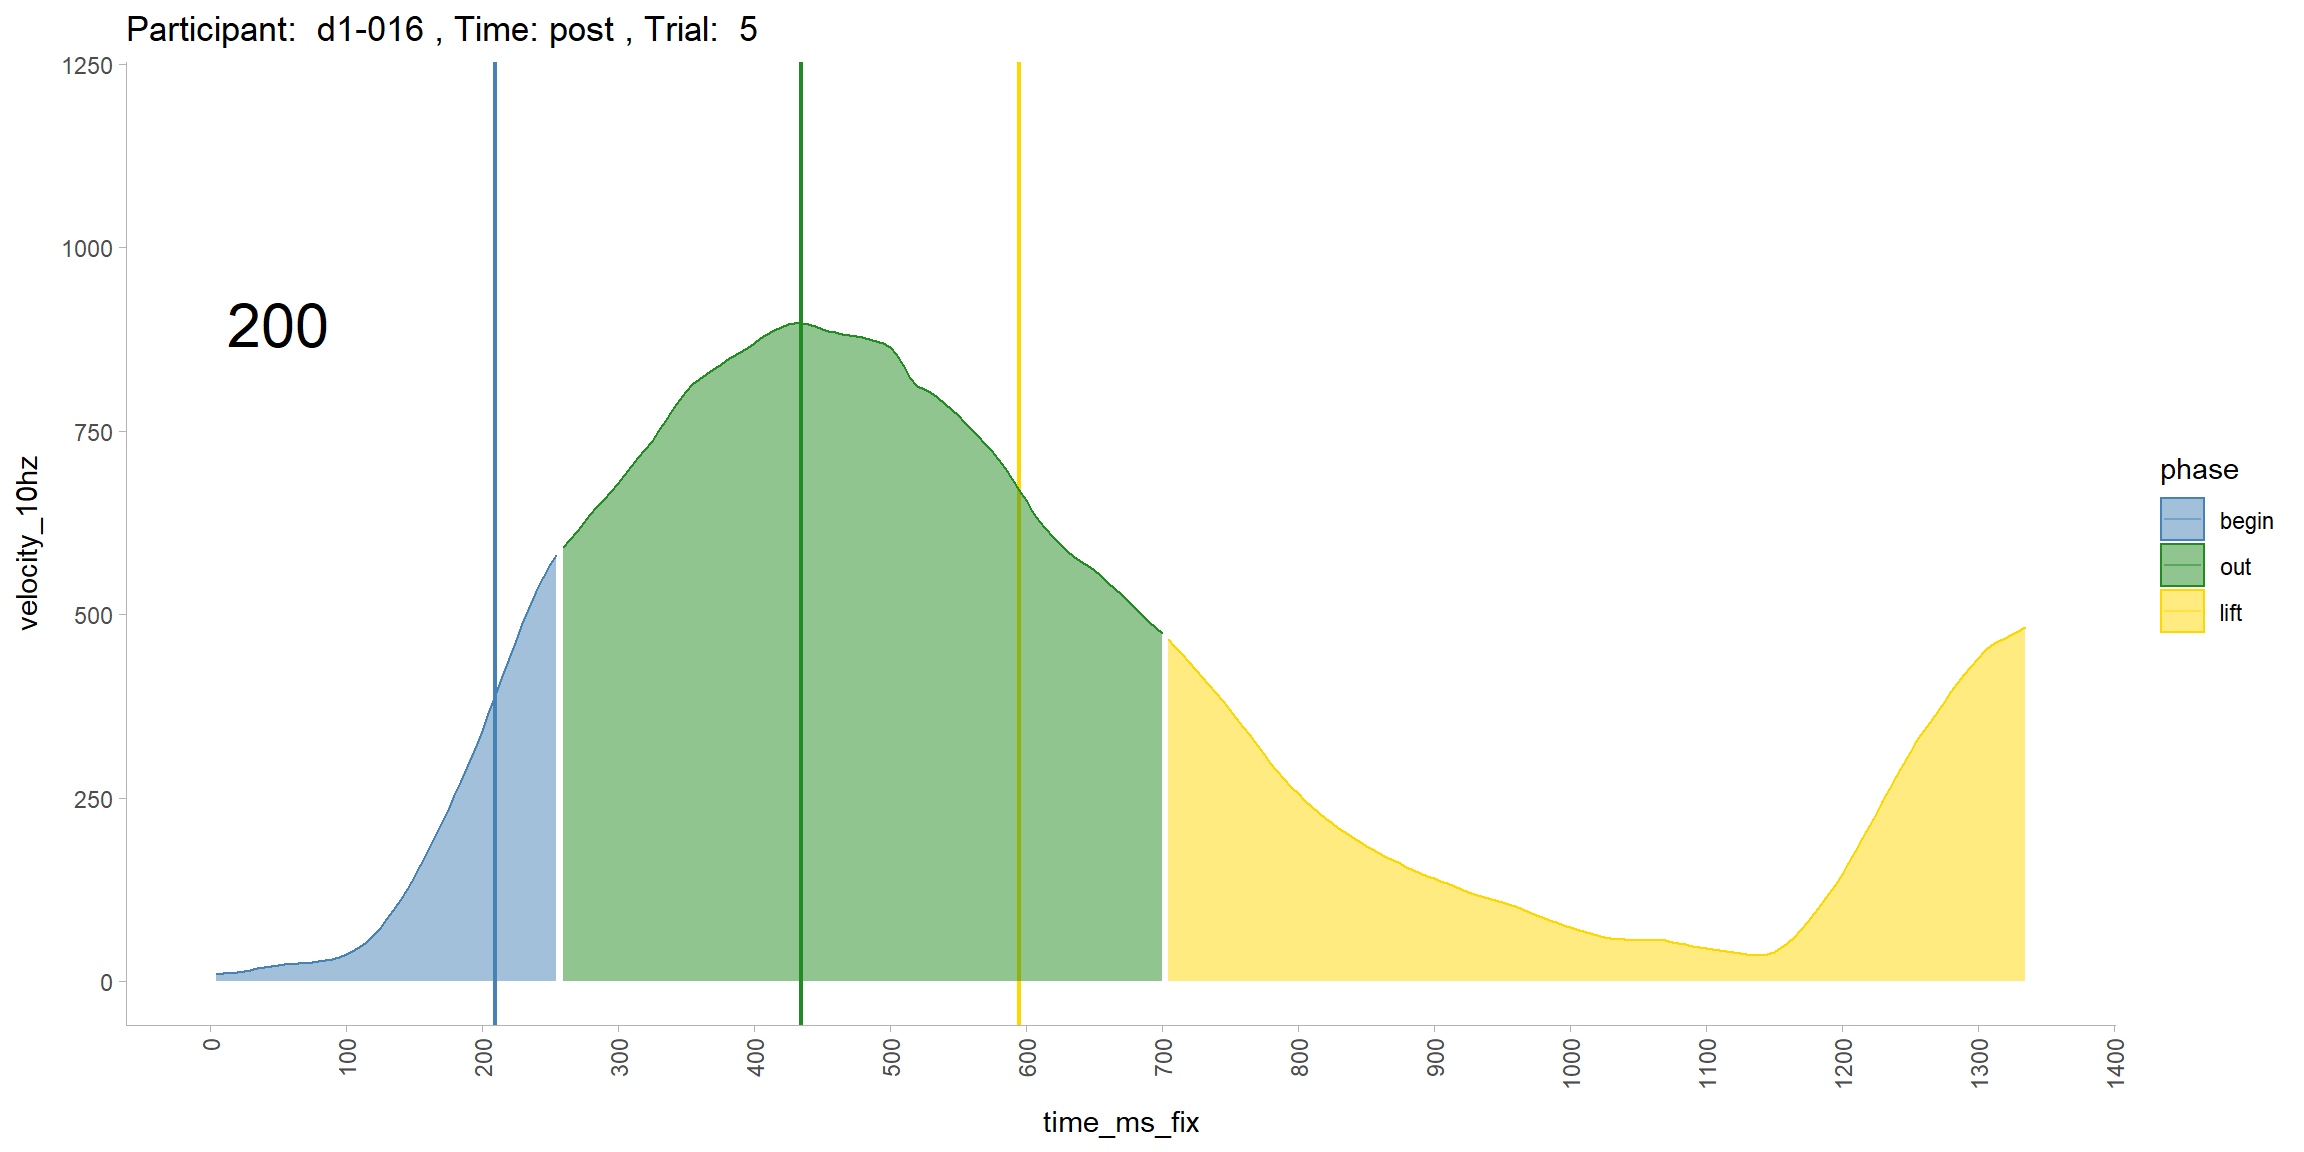 Participant:  d1-016 , Time: post , Trial:  5
1250
1000
750
500
250
0
velocity_10hz
200
0 100 200 300 400 500 600 700 800 900 1000 1100 1200 1300 1400
time_ms_fix
phase
begin
out
lift